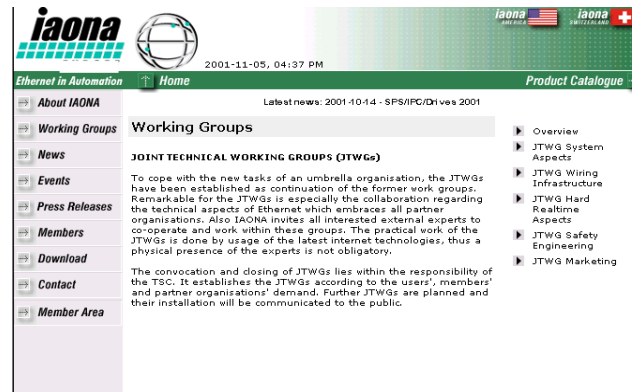 iaona
iaona AMERICA
iaona SWITZERLAND
2001-11-05, 04:37 PM
Ethernet in Automation
Home
Product Catalogue
About IAONA
Working Groups
News
Events
Press Releases
Members
Download
Contact
Member Area
Latest news: 2001-10-14 - SPS/IPC/Drives 2001
Working Groups
JOINT TECHNICAL WORKING GROUPS (JTWGs)
To cope with the new tasks of an umbrella organisation, the JTWGs
have been established as continuation of the former work groups.
Remarkable for the JTWGs is especially the collaboration regarding
the technical aspects of Ethernet which embraces all partner
organisations. Also IAONA invites all interested external experts to
co-operate and work within these groups. The practical work of the
JTWGs is done by usage of the latest internet technologies, thus a
physical presence of the experts is not obligatory.
The convocation and closing of JTWGs lies within the responsibility of
the TSC. It establishes the JTWGs according to the users', members'
and partner organisations' demand. Further JTWGs are planned and
their installation will be communicated to the public.
Overview
JTWG System
Aspects
JTWG Wiring
Infrastructure
JTWG Hard
Realtime
Aspects
JTWG Safety
Engineering
JTWG Marketing